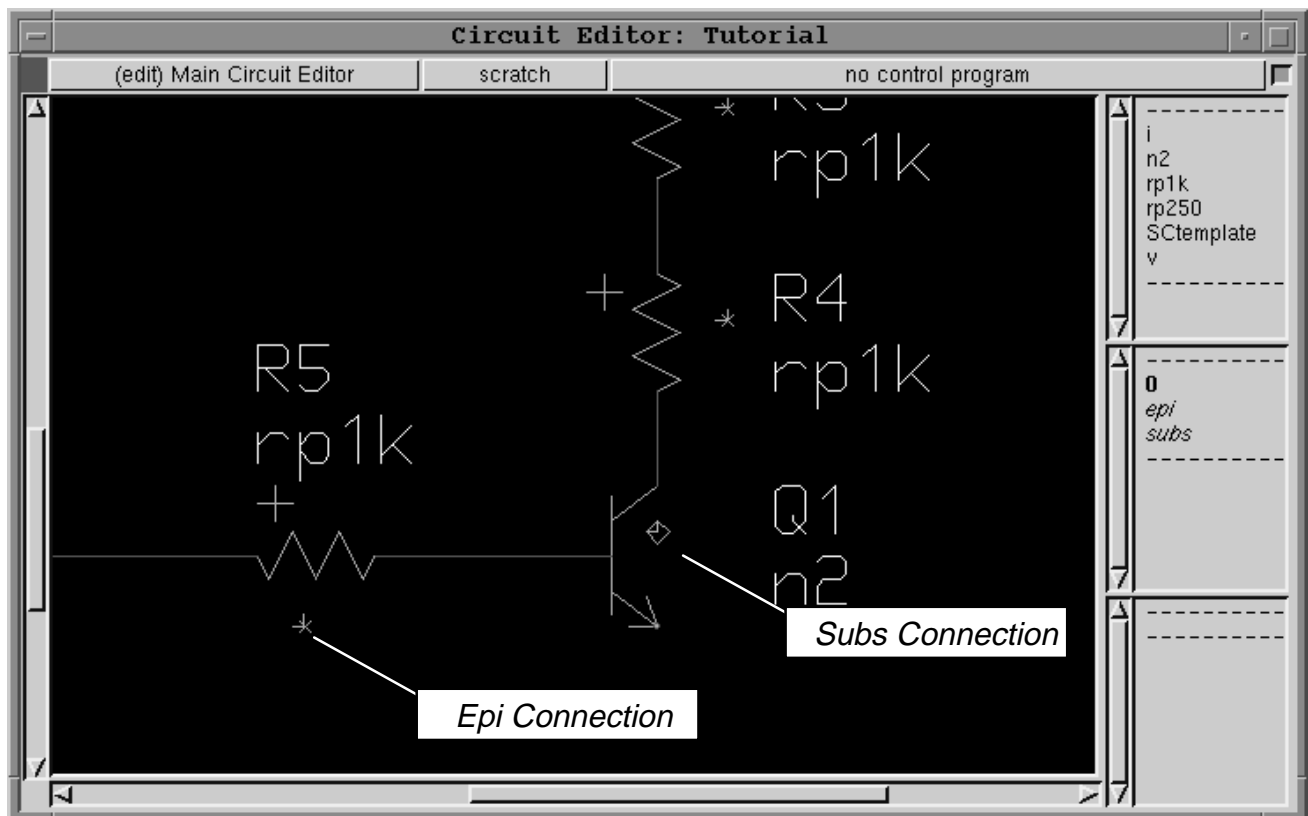 Circuit Editor: Tutorial
(edit) Main Circuit Editor
scratch
no control program
rp1k
R4
rp1k
R5
rp1k
Q1
n2
Subs Connection
Epi Connection
i
n2
rp1k
rp250
SCtemplate
v
0
epi
subs